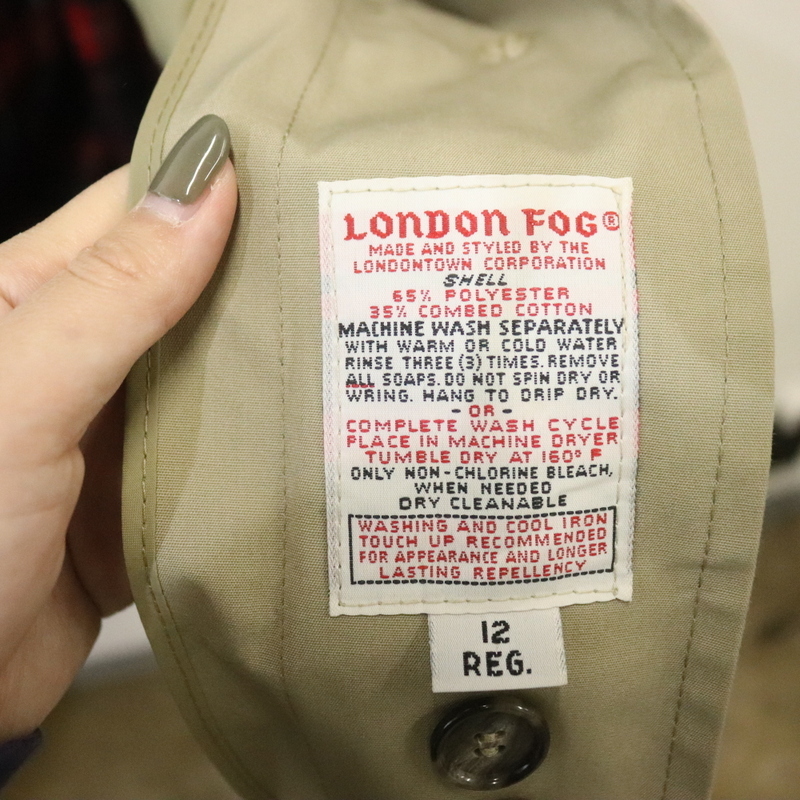 LONDON FOG®
MADE AND STYLED BY THE
LONDONTOWN CORPORATION
SHELL
65% POLYESTER
35% COMBED COTTON
MACHINE WASH SEPARATELY
WITH WARM OR COLD WATER
RINSE THREE (3) TIMES. REMOVE
ALL SOAPS. DO NOT SPIN DRY OR
WRING. HANG TO DRIP DRY.
- OR -
COMPLETE WASH CYCLE
PLACE IN MACHINE DRYER
TUMBLE DRY AT 160° F
ONLY NON-CHLORINE BLEACH,
WHEN NEEDED
DRY CLEANABLE
WASHING AND COOL IRON
TOUCH UP RECOMMENDED
FOR APPEARANCE AND LONGER
LASTING REPELLENCY
12
REG.